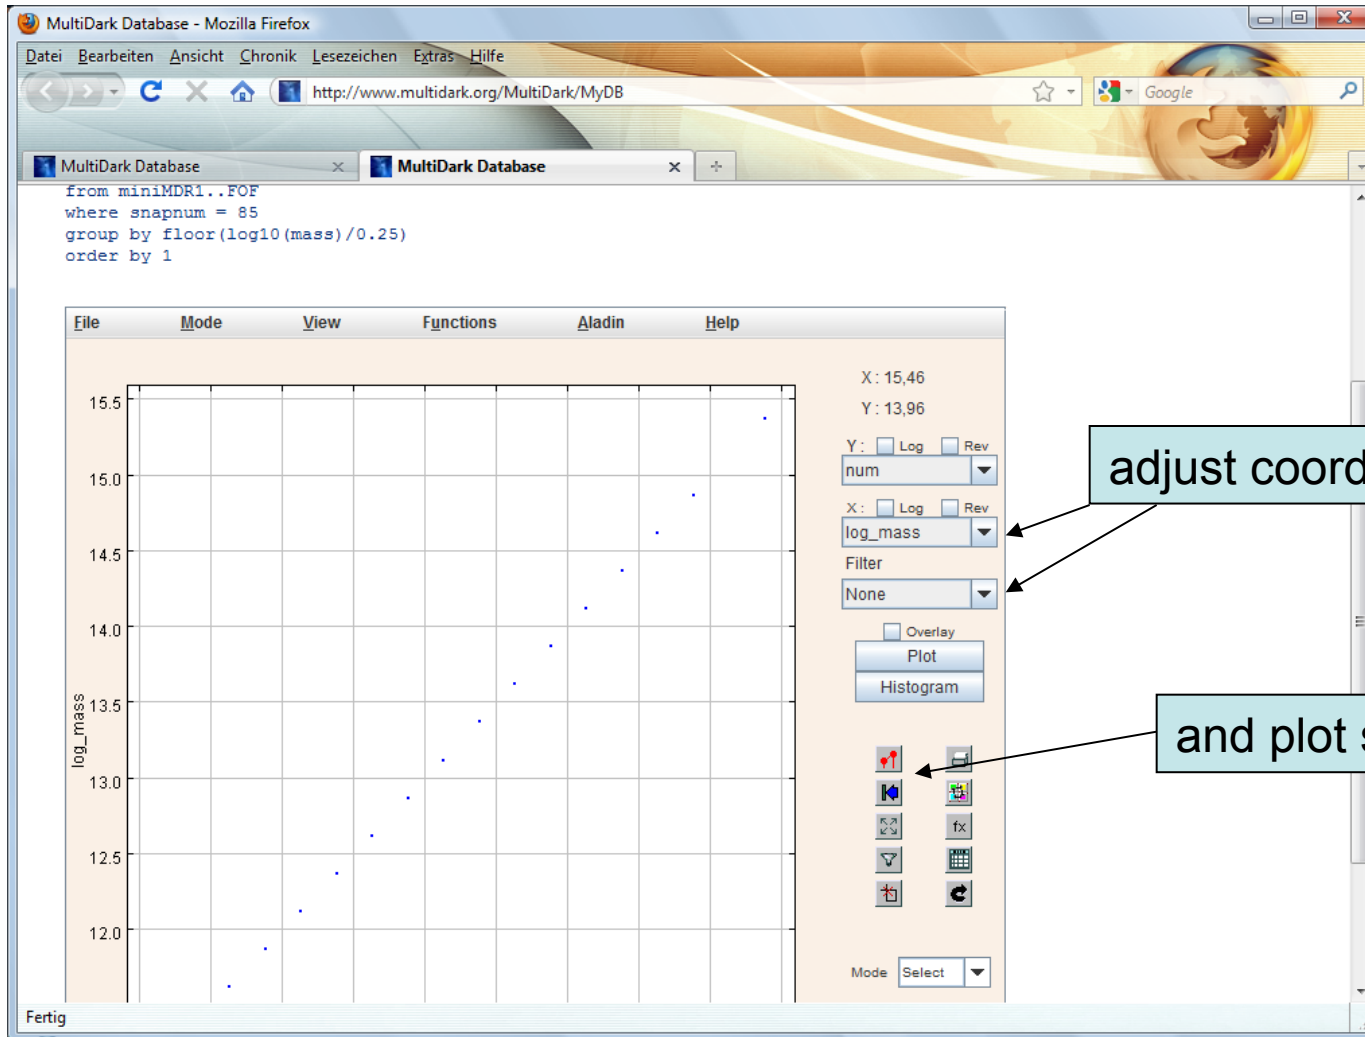 MultiDark Database - Mozilla Firefox
Datei Bearbeiten Ansicht Chronik Lesezeichen Extras Hilfe
http://www.multidark.org/MultiDark/MyDB
Google
MultiDark Database
MultiDark Database
from miniMDR1..FOF
where snapnum = 85
group by floor(log10(mass)/0.25)
order by 1
File Mode View Functions Aladin Help
X : 15,46
Y : 13,96
Y : Log Rev
num
X : Log Rev
log_mass
Filter
None
Overlay
Plot
Histogram
fx
Mode Select
15.5
15.0
14.5
14.0
13.5
13.0
12.5
12.0
log_mass
adjust coord
and plot s
Fertig